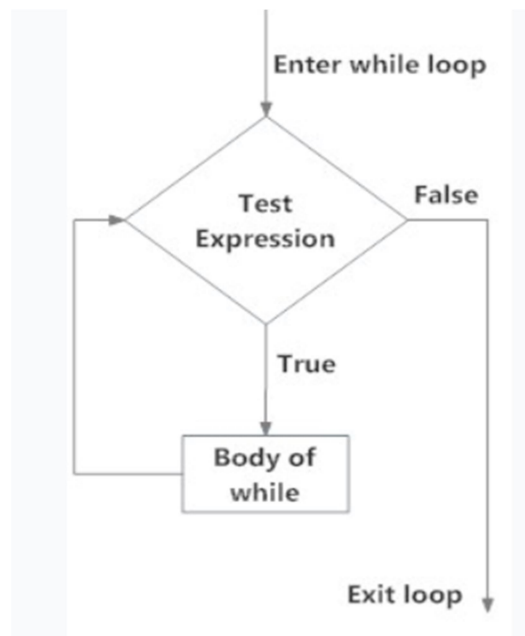 Enter while loop
Test
Expression
False
True
Body of
while
Exit loop